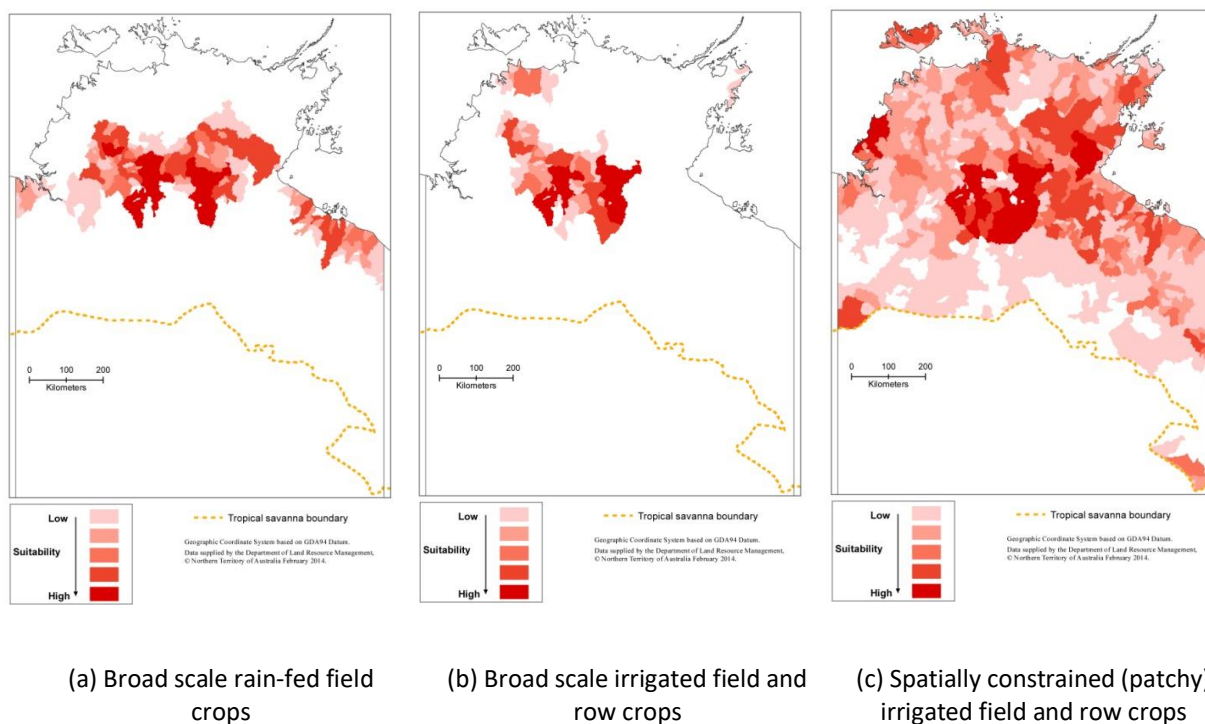 0 100 200
Kilometers
Low
Suitability
High
Tropical savanna boundary
Geographic Coordinate System based on GDA94 Datum.
Data supplied by the Department of Land Resource Management,
© Northern Territory of Australia February 2014.
(a) Broad scale rain-fed field
crops
0 100 200
Kilometers
Low
Suitability
High
Tropical savanna boundary
Geographic Coordinate System based on GDA94 Datum.
Data supplied by the Department of Land Resource Management,
© Northern Territory of Australia February 2014.
(b) Broad scale irrigated field and
row crops
0 100 200
Kilometers
Low
Suitability
High
Tropical savanna boundary
Geographic Coordinate System based on GDA94 Datum.
Data supplied by the Department of Land Resource Management,
© Northern Territory of Australia February 2014.
(c) Spatially constrained (patchy)
irrigated field and row crops